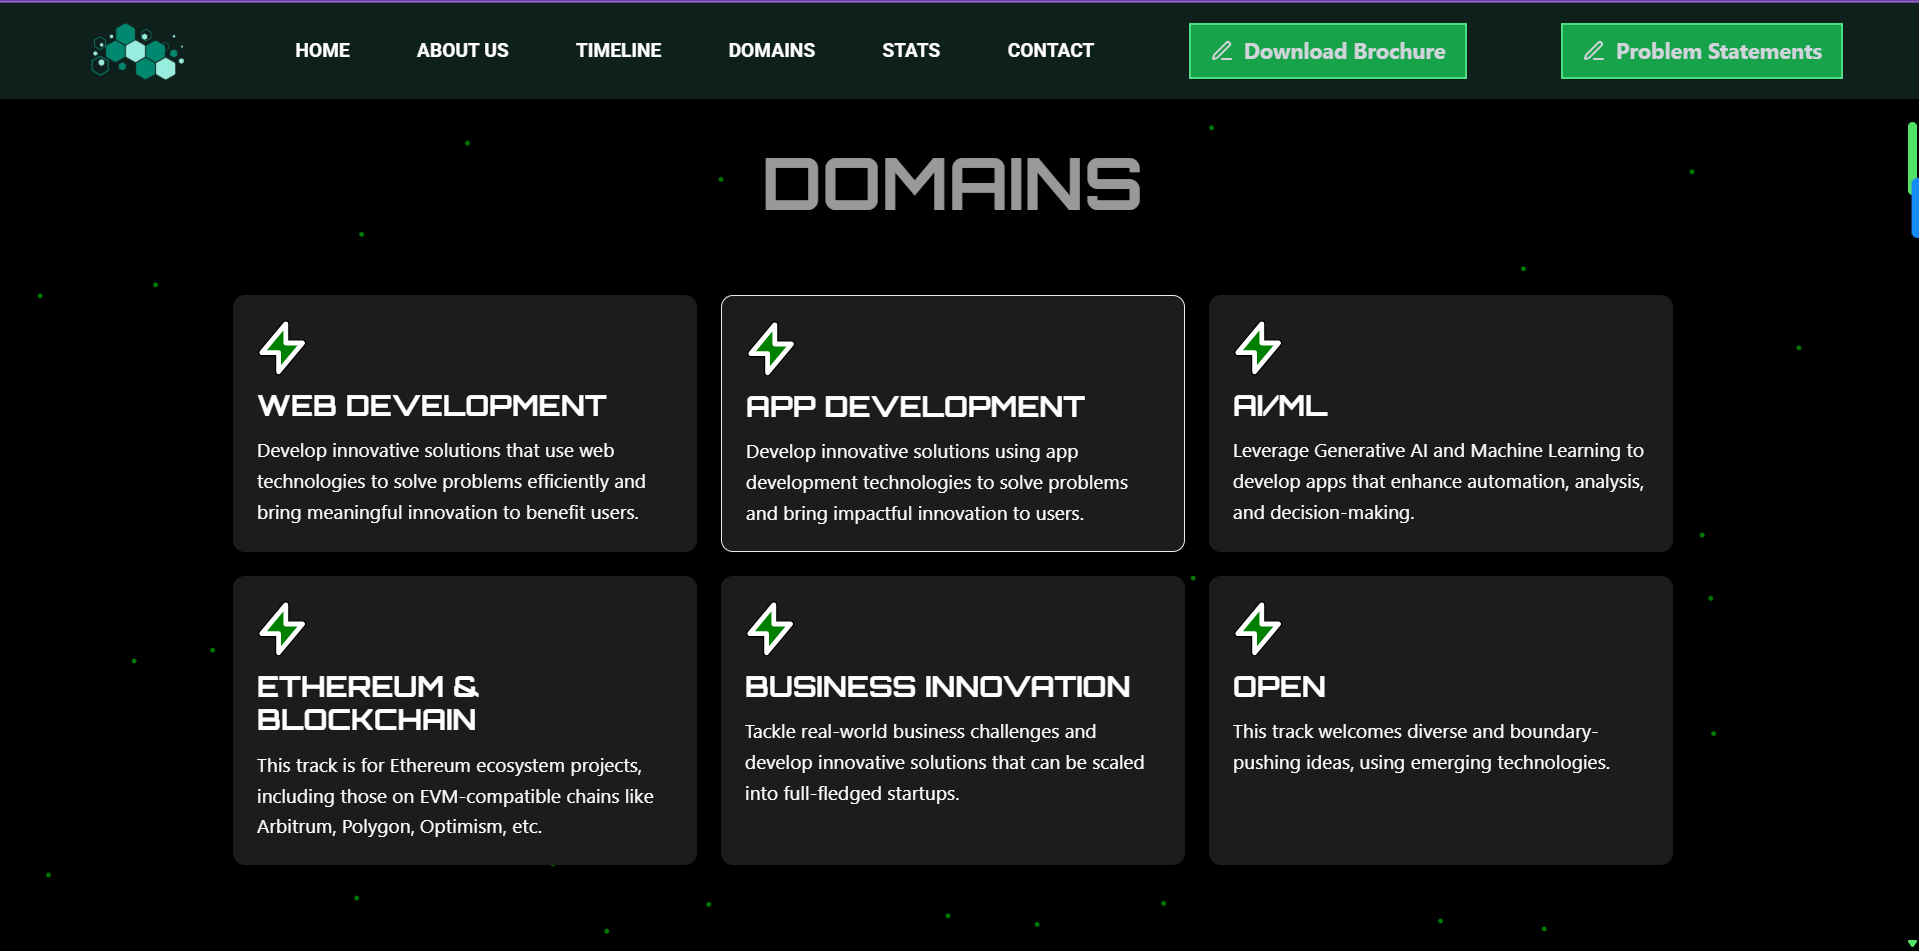 HOME ABOUT US TIMELINE DOMAINS STATS CONTACT Download Brochure Problem Statements
DOMAINS
WEB DEVELOPMENT
Develop innovative solutions that use web
technologies to solve problems efficiently and
bring meaningful innovation to benefit users.
APP DEVELOPMENT
Develop innovative solutions using app
development technologies to solve problems
and bring impactful innovation to users.
AI/ML
Leverage Generative AI and Machine Learning to
develop apps that enhance automation, analysis,
and decision-making.
ETHEREUM &
BLOCKCHAIN
This track is for Ethereum ecosystem projects,
including those on EVM-compatible chains like
Arbitrum, Polygon, Optimism, etc.
BUSINESS INNOVATION
Tackle real-world business challenges and
develop innovative solutions that can be scaled
into full-fledged startups.
OPEN
This track welcomes diverse and boundary-
pushing ideas, using emerging technologies.